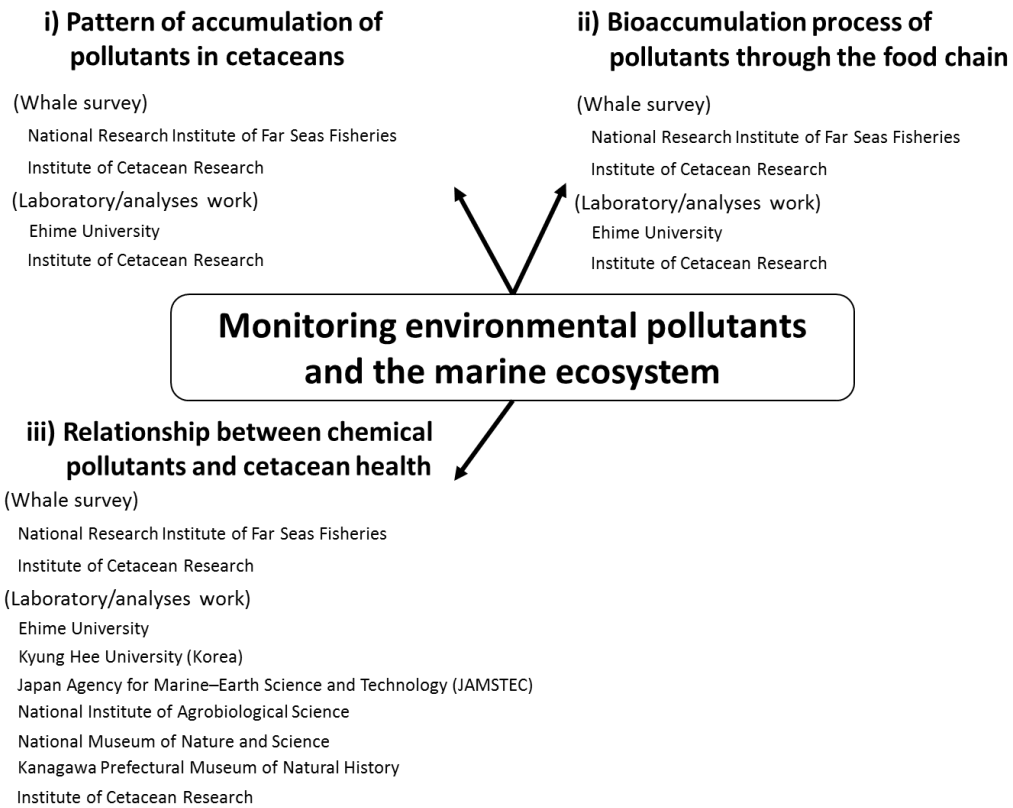 i) Pattern of accumulation of
pollutants in cetaceans
(Whale survey)
National Research Institute of Far Seas Fisheries
Institute of Cetacean Research
(Laboratory/analyses work)
Ehime University
Institute of Cetacean Research
ii) Bioaccumulation process of
pollutants through the food chain
(Whale survey)
National Research Institute of Far Seas Fisheries
Institute of Cetacean Research
(Laboratory/analyses work)
Ehime University
Institute of Cetacean Research
Monitoring environmental pollutants
and the marine ecosystem
iii) Relationship between chemical
pollutants and cetacean health
(Whale survey)
National Research Institute of Far Seas Fisheries
Institute of Cetacean Research
(Laboratory/analyses work)
Ehime University
Kyung Hee University (Korea)
Japan Agency for Marine–Earth Science and Technology (JAMSTEC)
National Institute of Agrobiological Science
National Museum of Nature and Science
Kanagawa Prefectural Museum of Natural History
Institute of Cetacean Research